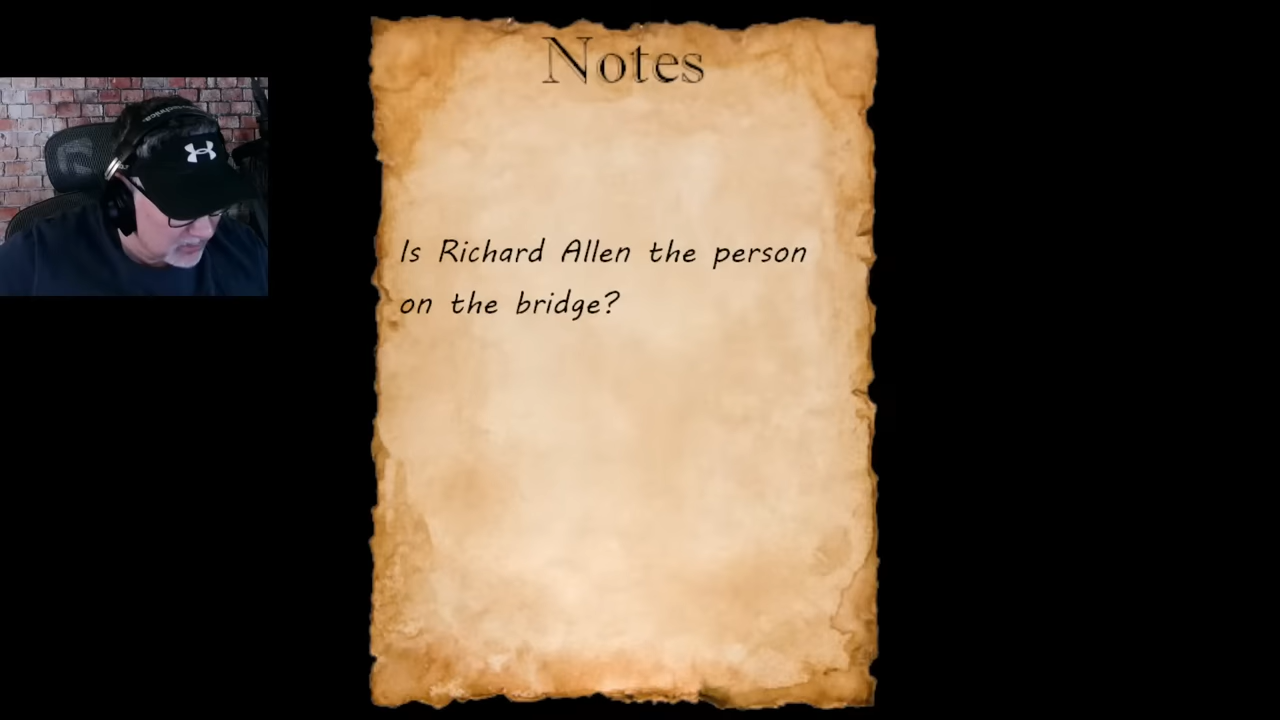 Notes
Is Richard Allen the person
on the bridge?